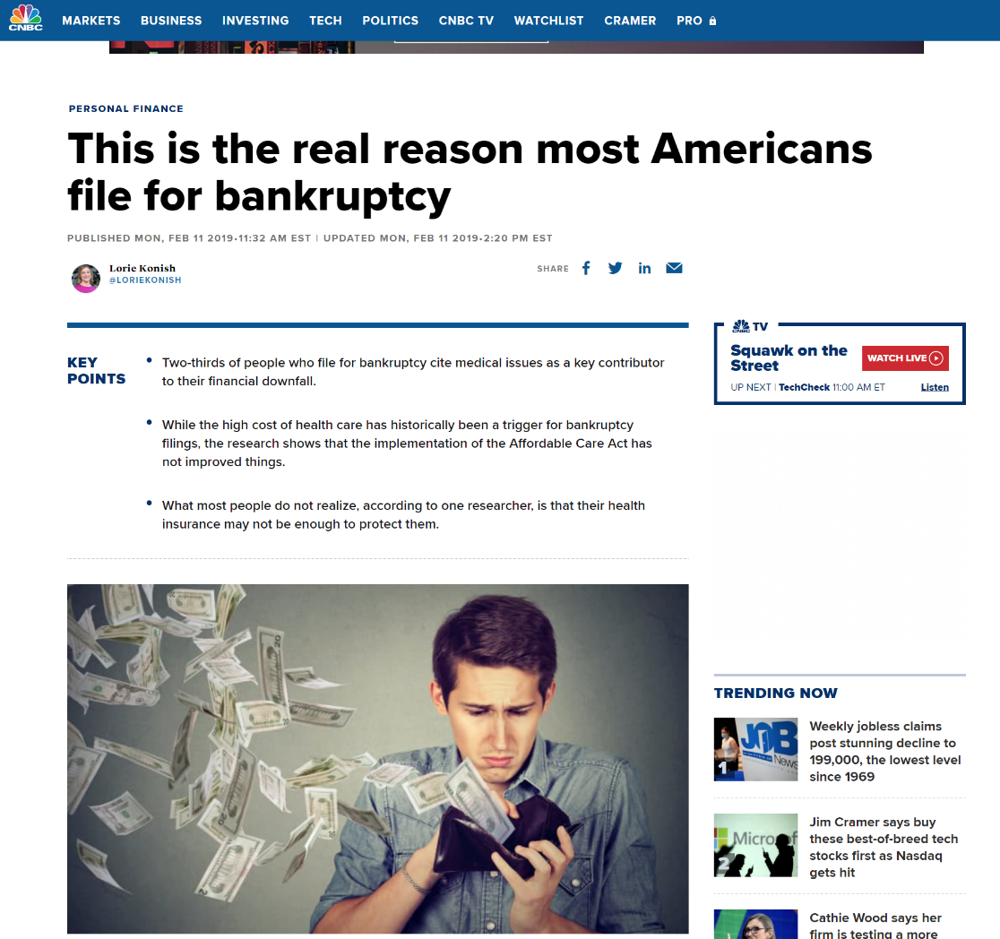 CNBC
MARKETS BUSINESS INVESTING TECH POLITICS CNBC TV WATCHLIST CRAMER PRO
PERSONAL FINANCE
This is the real reason most Americans
file for bankruptcy
PUBLISHED MON, FEB 11 2019•11:32 AM EST | UPDATED MON, FEB 11 2019•2:20 PM EST
Lorie Konish
@LORIEKONISH
SHARE
KEY
POINTS
• Two-thirds of people who file for bankruptcy cite medical issues as a key contributor
to their financial downfall.
• While the high cost of health care has historically been a trigger for bankruptcy
filings, the research shows that the implementation of the Affordable Care Act has
not improved things.
• What most people do not realize, according to one researcher, is that their health
insurance may not be enough to protect them.
20
20
20
2
CNBC TV
Squawk on the
Street
WATCH LIVE
UP NEXT | TechCheck 11:00 AM ET
Listen
TRENDING NOW
JOB
News
1
Weekly jobless claims
post stunning decline to
199,000, the lowest level
since 1969
Microsof
2
Jim Cramer says buy
these best-of-breed tech
stocks first as Nasdaq
gets hit
Cathie Wood says her
firm is testing a more